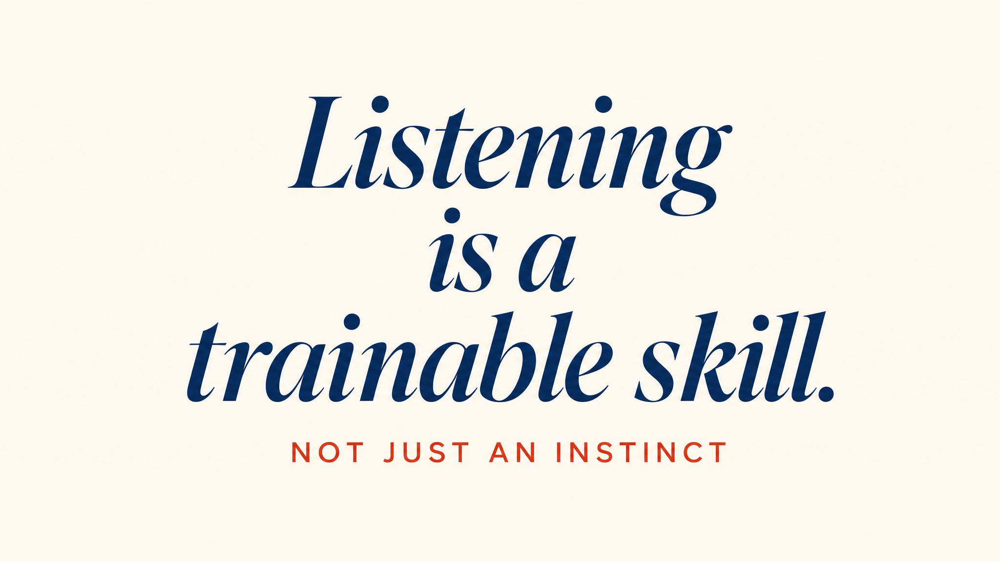 Listening
is a
trainable skill.
NOT JUST AN INSTINCT